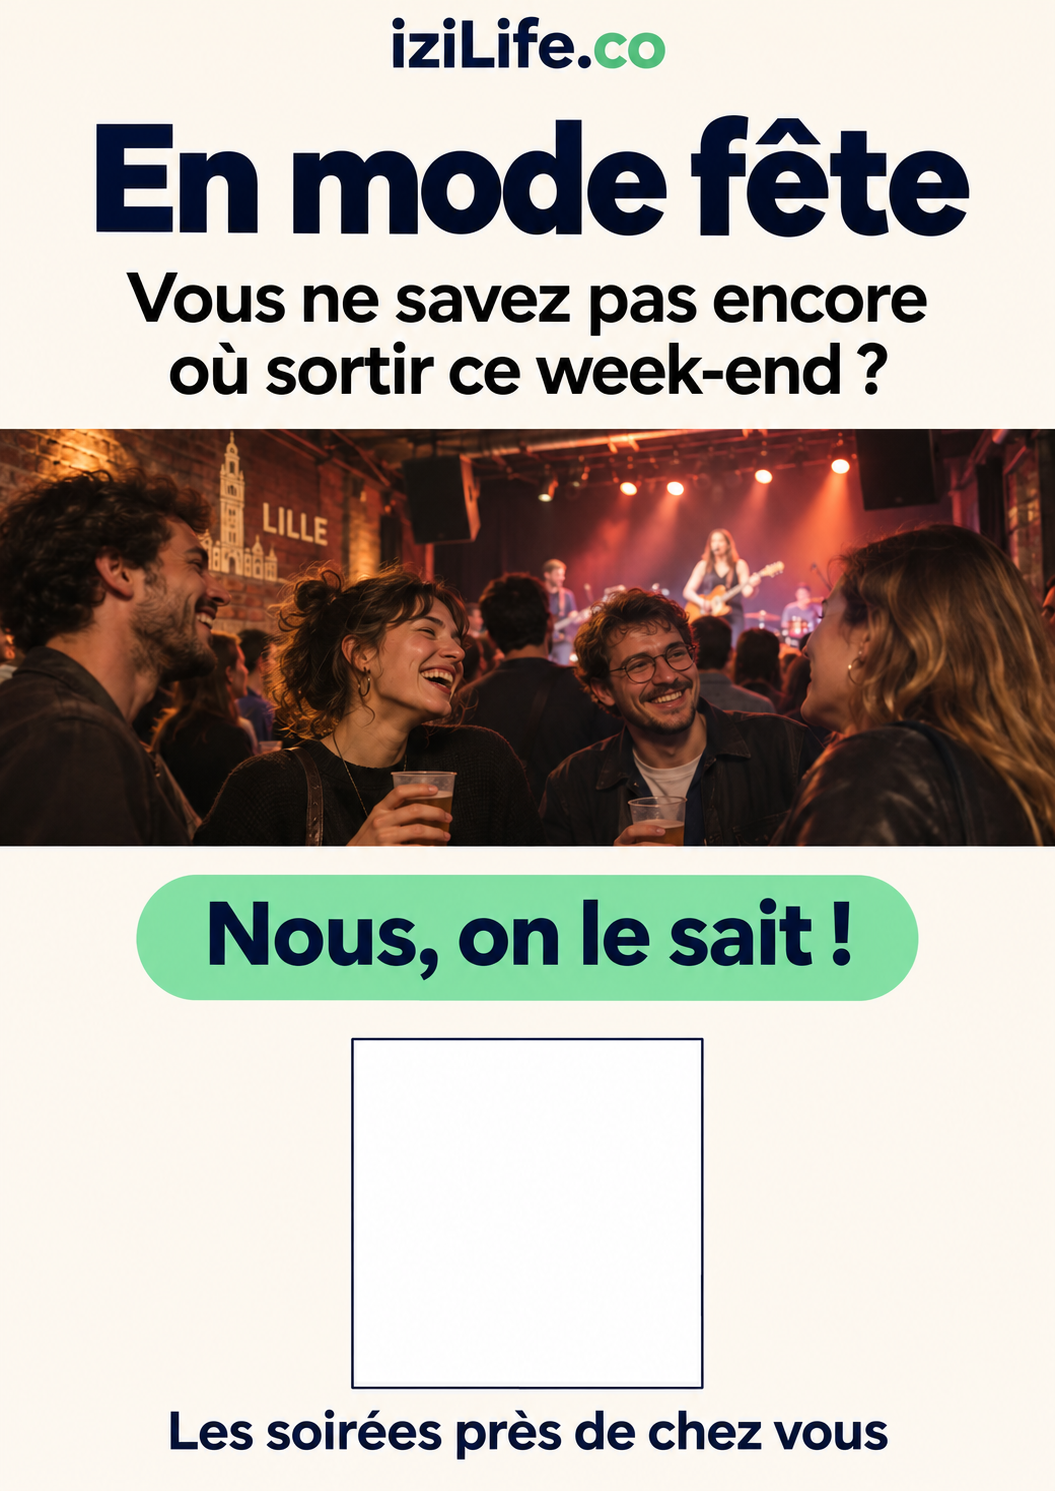 iziLife.co
En mode fête
Vous ne savez pas encore
où sortir ce week-end ?
LILLE
Nous, on le sait !
Les soirées près de chez vous